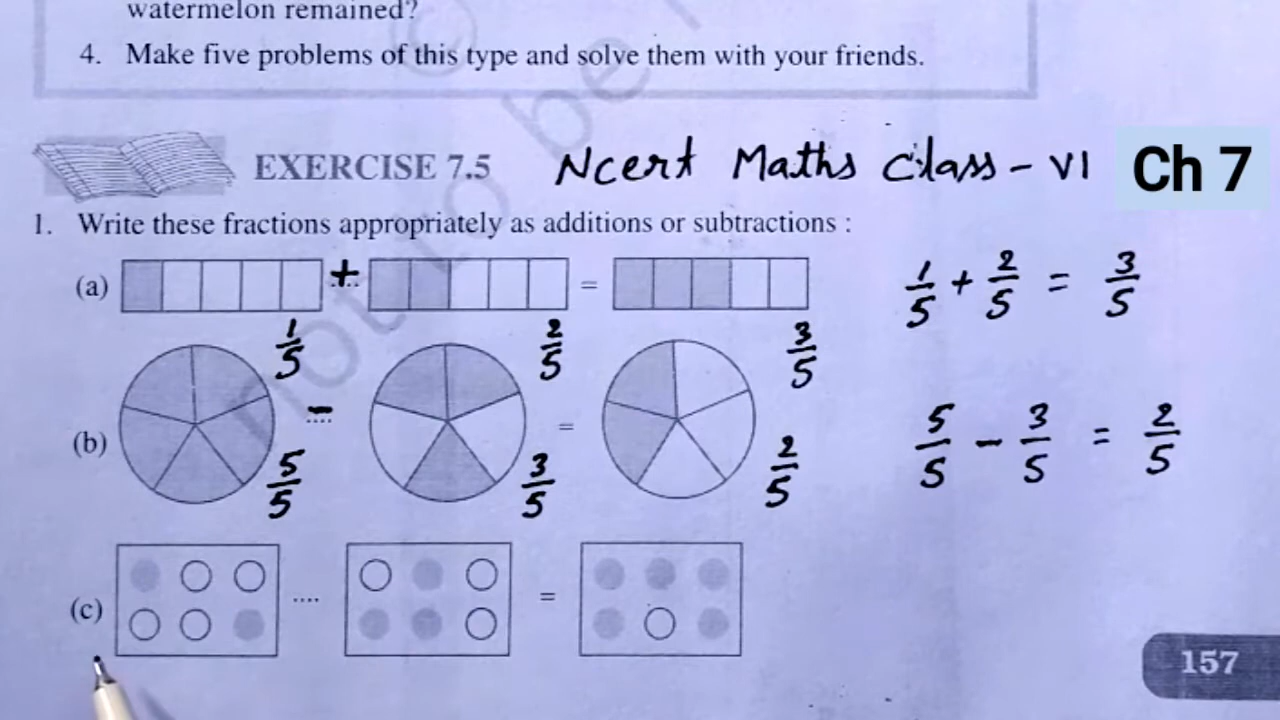 watermelon remained?
4. Make five problems of this type and solve them with your friends.
EXERCISE 7.5 Ncert Maths Class - VI Ch 7
1. Write these fractions appropriately as additions or subtractions :
(a) + = 1/5 + 2/5 = 3/5
1/5 2/5 3/5
(b) - = 5/5 - 3/5 = 2/5
5/5 3/5 2/5
(c) .... =
157
not to be r